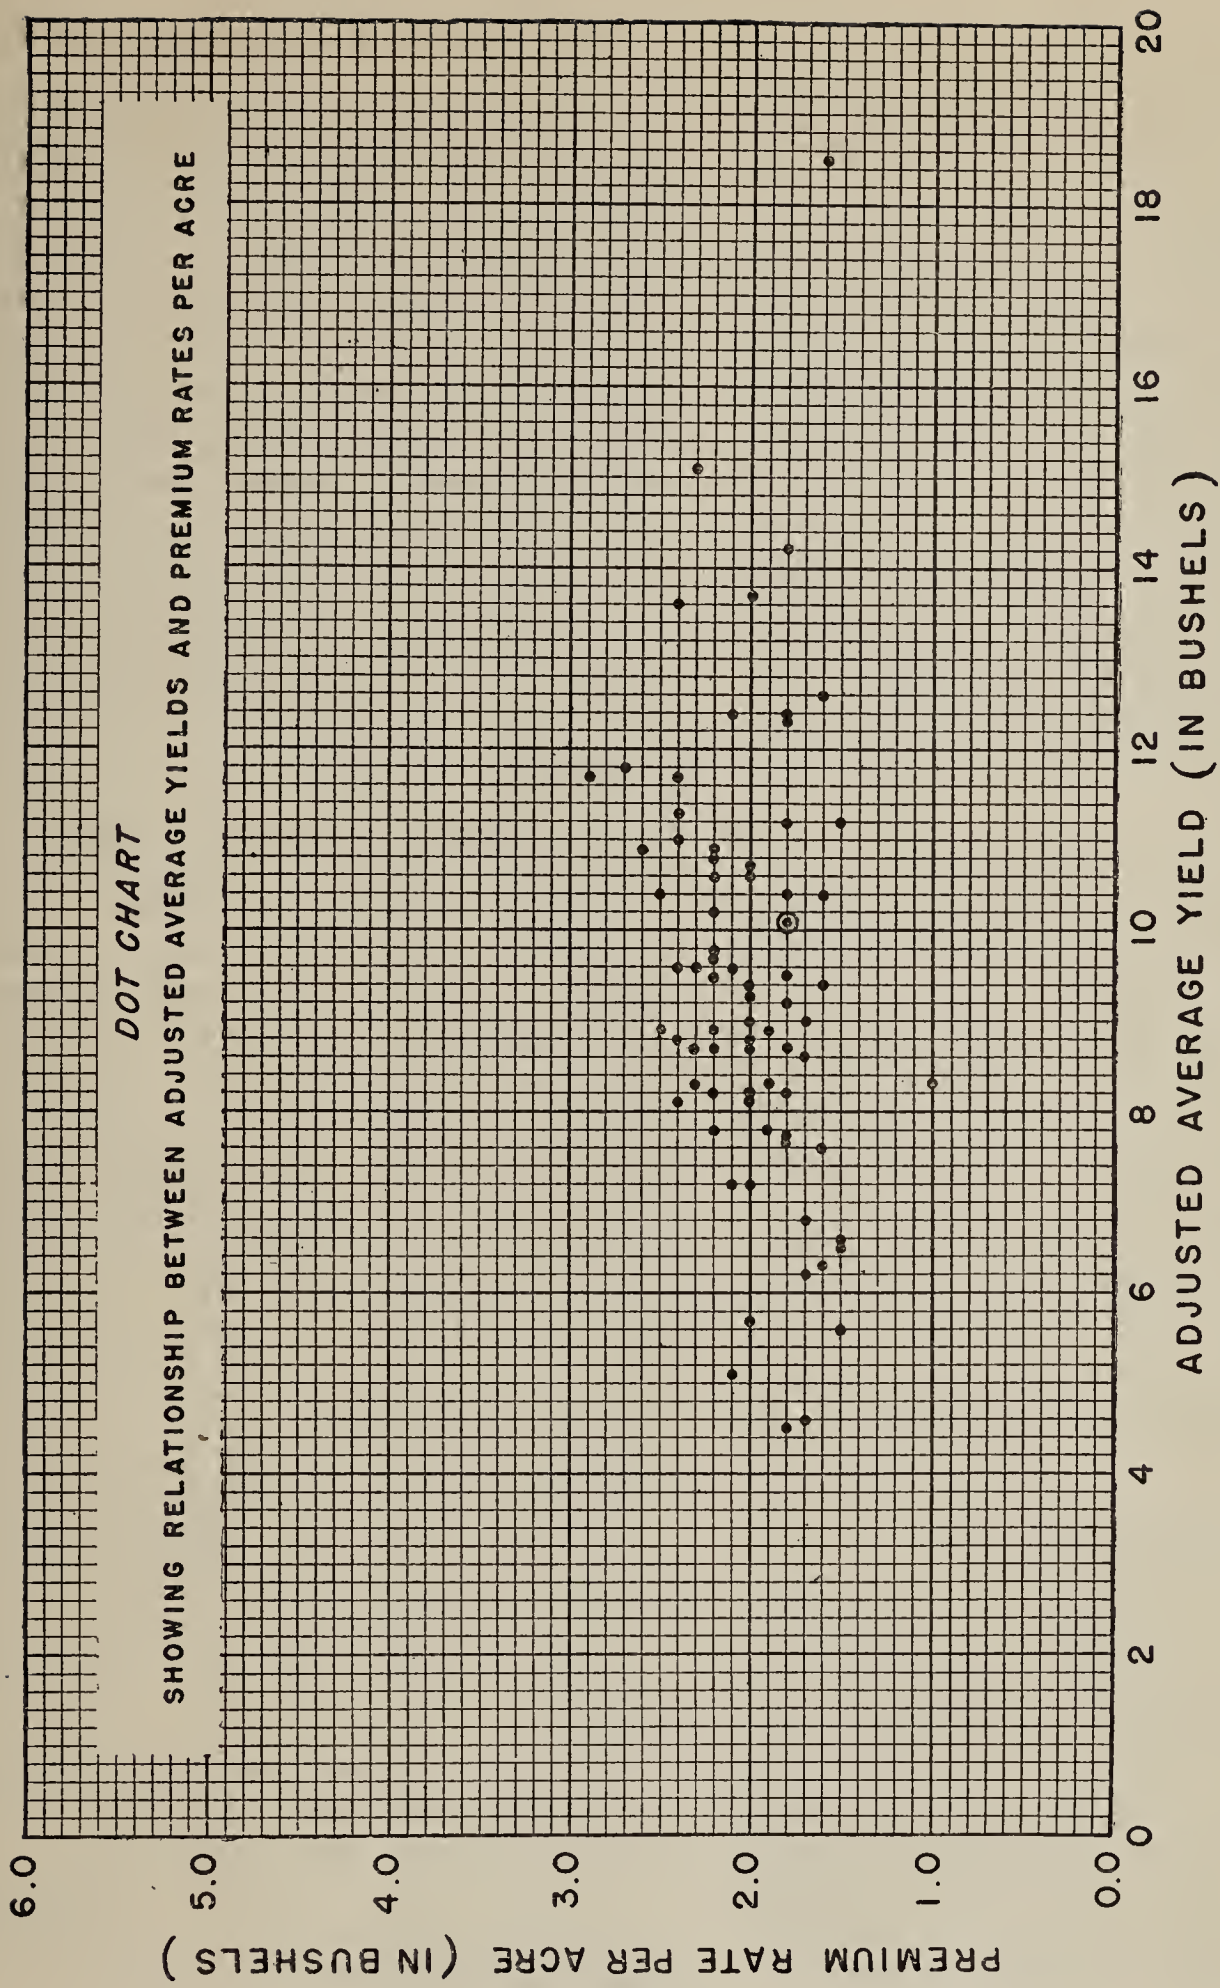 DOT CHART
SHOWING RELATIONSHIP BETWEEN ADJUSTED AVERAGE YIELDS AND PREMIUM RATES PER ACRE
PREMIUM RATE PER ACRE (IN BUSHELS)
6.0
5.0
4.0
3.0
2.0
1.0
0.0
0 2 4 6 8 10 12 14 16 18 20
ADJUSTED AVERAGE YIELD (IN BUSHELS)